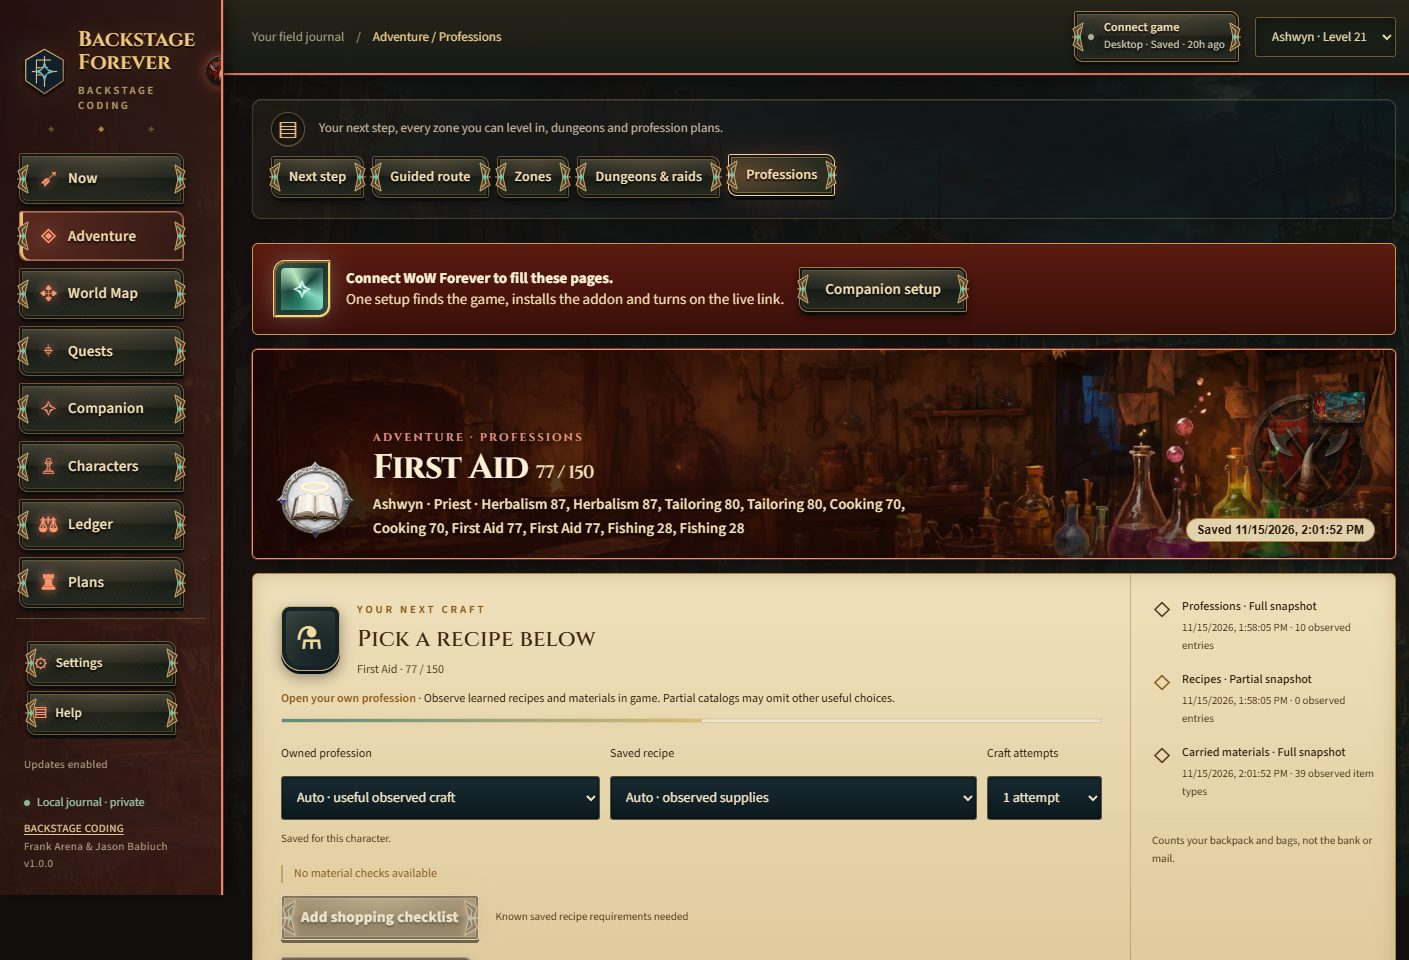 Backstage
Forever
BACKSTAGE
CODING
Now
Adventure
World Map
Quests
Companion
Characters
Ledger
Plans
Settings
Help
Updates enabled
Local journal · private
BACKSTAGE CODING
Frank Arena & Jason Babiuch
v1.0.0
Your field journal / Adventure / Professions
Connect game
Desktop · Saved · 20h ago
Ashwyn · Level 21
Your next step, every zone you can level in, dungeons and profession plans.
Next step
Guided route
Zones
Dungeons & raids
Professions
Connect WoW Forever to fill these pages.
One setup finds the game, installs the addon and turns on the live link.
Companion setup
ADVENTURE · PROFESSIONS
First Aid 77 / 150
Ashwyn · Priest · Herbalism 87, Herbalism 87, Tailoring 80, Tailoring 80, Cooking 70,
Cooking 70, First Aid 77, First Aid 77, Fishing 28, Fishing 28
Saved 11/15/2026, 2:01:52 PM
YOUR NEXT CRAFT
Pick a recipe below
First Aid · 77 / 150
Open your own profession · Observe learned recipes and materials in game. Partial catalogs may omit other useful choices.
Owned profession
Saved recipe
Craft attempts
Auto · useful observed craft
Auto · observed supplies
1 attempt
Saved for this character.
No material checks available
Add shopping checklist
Known saved recipe requirements needed
Professions · Full snapshot
11/15/2026, 1:58:05 PM · 10 observed
entries
Recipes · Partial snapshot
11/15/2026, 1:58:05 PM · 0 observed
entries
Carried materials · Full snapshot
11/15/2026, 2:01:52 PM · 39 observed item
types
Counts your backpack and bags, not the bank or
mail.